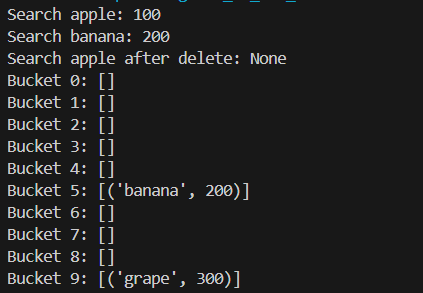 Search apple: 100
Search banana: 200
Search apple after delete: None
Bucket 0: []
Bucket 1: []
Bucket 2: []
Bucket 3: []
Bucket 4: []
Bucket 5: [('banana', 200)]
Bucket 6: []
Bucket 7: []
Bucket 8: []
Bucket 9: [('grape', 300)]